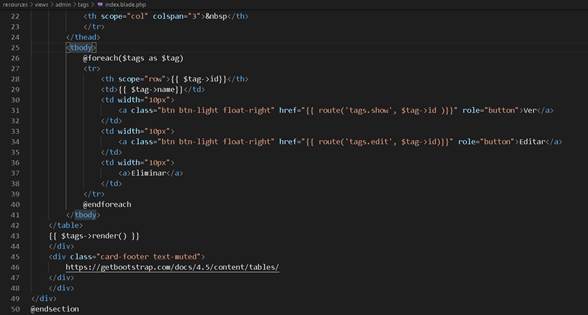 resources > views > admin > tags > index.blade.php
22 <th scope="col" colspan="3">&nbsp</th>
23 </tr>
24 </thead>
25 <tbody>
26 @foreach($tags as $tag)
27 <tr>
28 <th scope="row">{{ $tag->id}}</th>
29 <td>{{ $tag->name}}</td>
30 <td width="10px">
31 <a class="btn btn-light float-right" href="{{ route('tags.show', $tag->id )}}" role="button">Ver</a>
32 </td>
33 <td width="10px">
34 <a class="btn btn-light float-right" href="{{ route('tags.edit', $tag->id)}}" role="button">Editar</a>
35 </td>
36 <td width="10px">
37 <a>Eliminar</a>
38 </td>
39 </tr>
40 @endforeach
41 </tbody>
42 </table>
43 {{ $tags->render() }}
44 </div>
45 <div class="card-footer text-muted">
46 https://getbootstrap.com/docs/4.5/content/tables/
47 </div>
48 </div>
49 </div>
50 @endsection